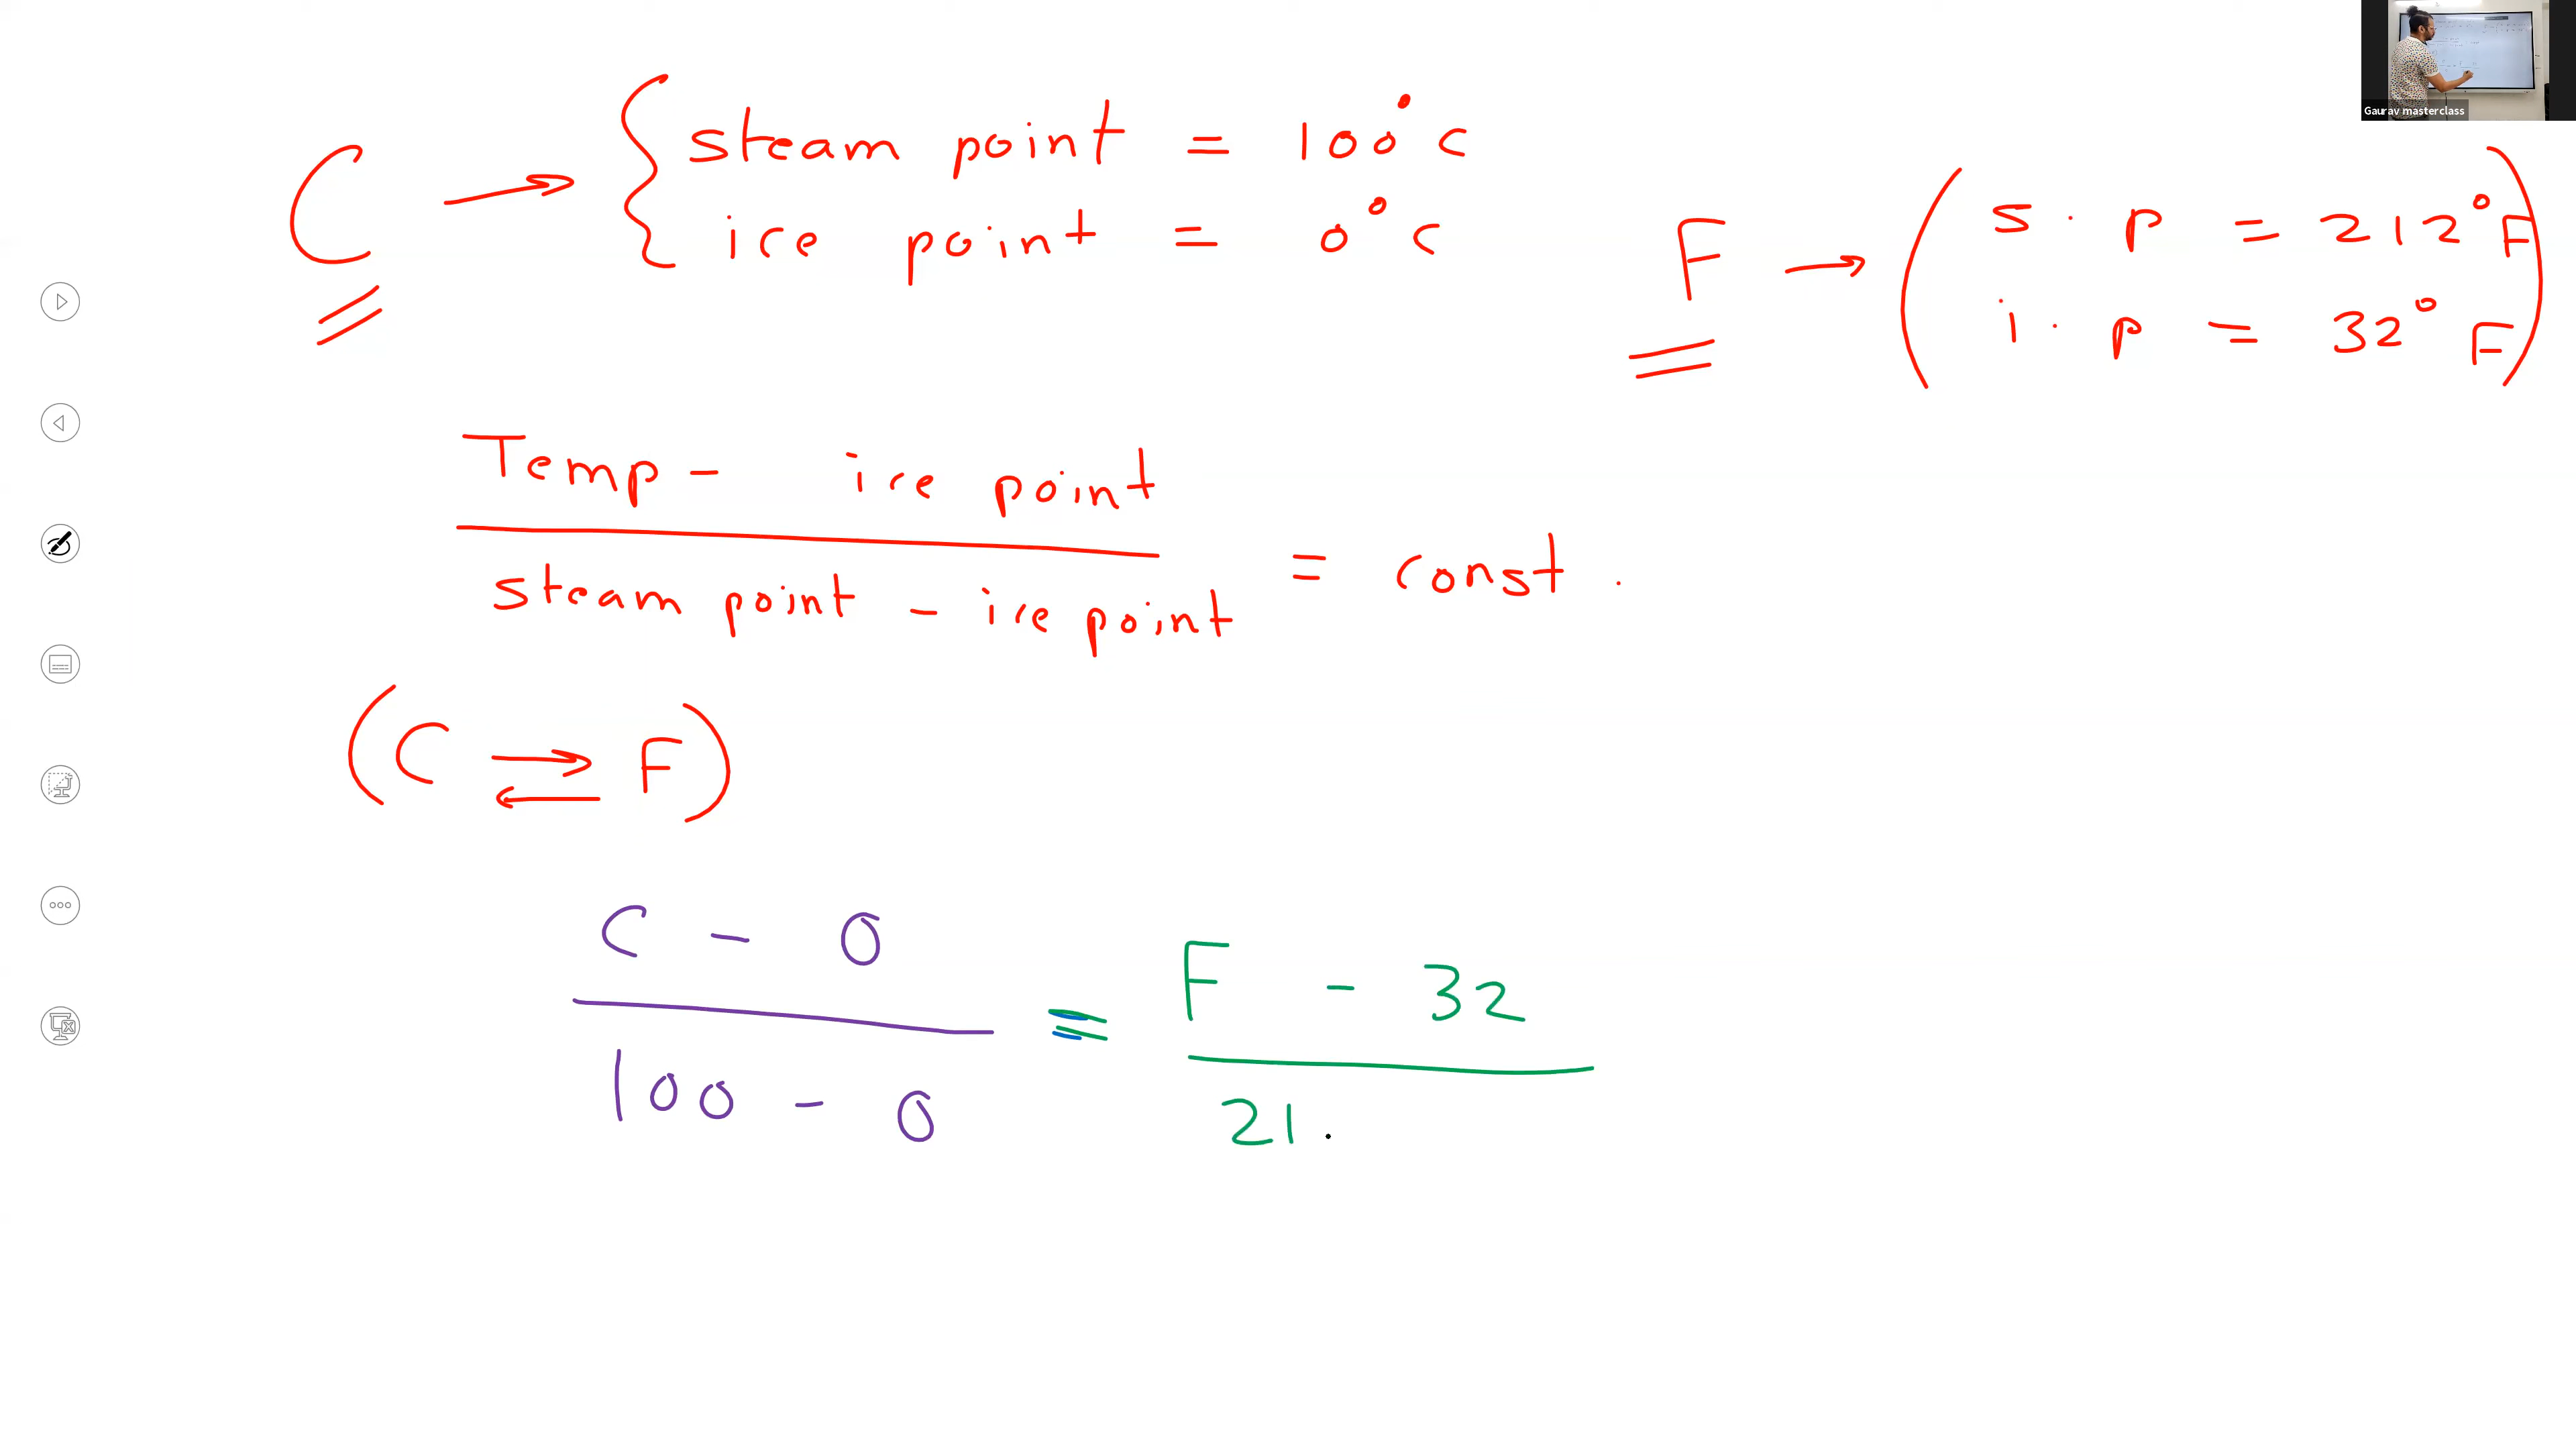 Gaurav masterclass
C → { steam point = 100°C
ice point = 0°C
F → ( S.P = 212°F
i.P = 32°F )
Temp - ice point
steam point - ice point
= const.
(C ⇄ F)
C - 0
100 - 0
=
F - 32
21